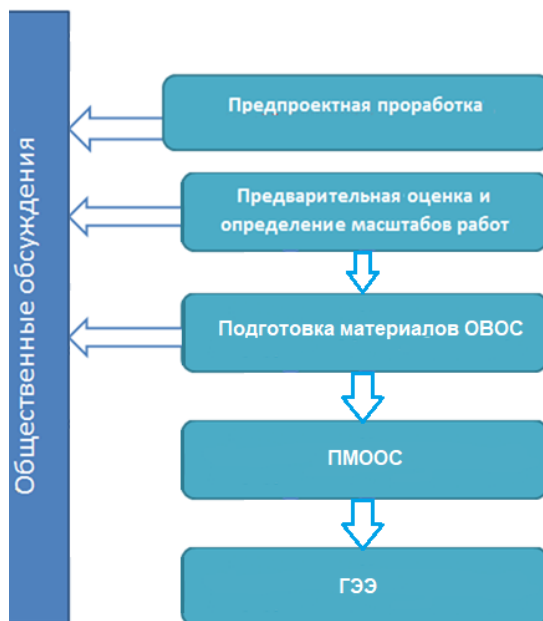 Общественные обсуждения
Предпроектная проработка
Предварительная оценка и
определение масштабов работ
Подготовка материалов ОВОС
ПМООС
ГЭЭ